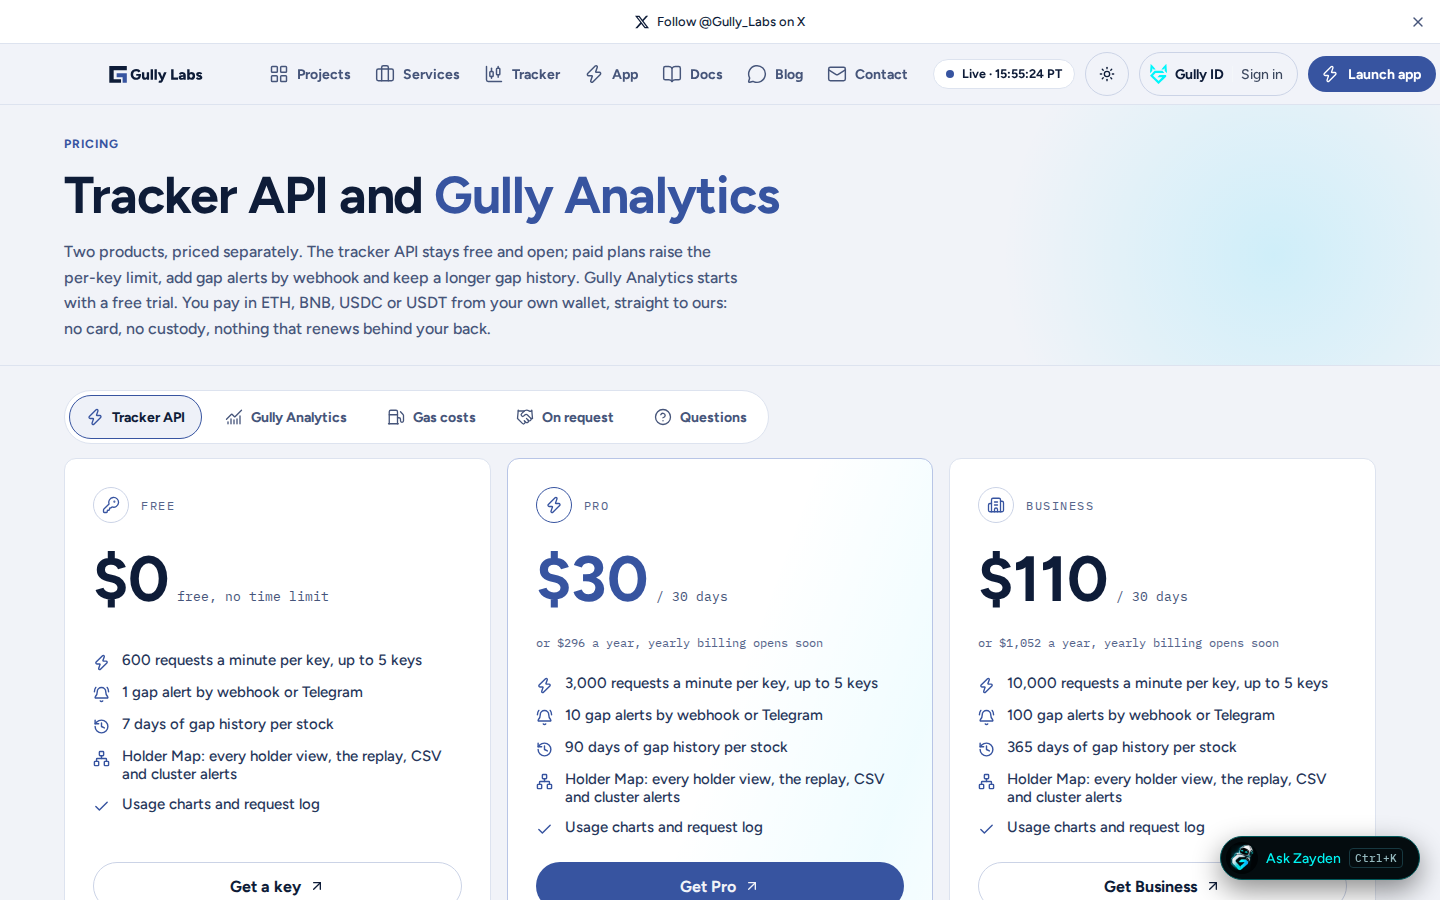 Follow @Gully_Labs on X
Gully Labs
Projects
Services
Tracker
App
Docs
Blog
Contact
Live · 15:55:24 PT
Gully ID
Sign in
Launch app
PRICING
Tracker API and Gully Analytics
Two products, priced separately. The tracker API stays free and open; paid plans raise the
per-key limit, add gap alerts by webhook and keep a longer gap history. Gully Analytics starts
with a free trial. You pay in ETH, BNB, USDC or USDT from your own wallet, straight to ours:
no card, no custody, nothing that renews behind your back.
Tracker API
Gully Analytics
Gas costs
On request
Questions
FREE
$0 free, no time limit
600 requests a minute per key, up to 5 keys
1 gap alert by webhook or Telegram
7 days of gap history per stock
Holder Map: every holder view, the replay, CSV
and cluster alerts
Usage charts and request log
Get a key
PRO
$30 / 30 days
or $296 a year, yearly billing opens soon
3,000 requests a minute per key, up to 5 keys
10 gap alerts by webhook or Telegram
90 days of gap history per stock
Holder Map: every holder view, the replay, CSV
and cluster alerts
Usage charts and request log
Get Pro
BUSINESS
$110 / 30 days
or $1,052 a year, yearly billing opens soon
10,000 requests a minute per key, up to 5 keys
100 gap alerts by webhook or Telegram
365 days of gap history per stock
Holder Map: every holder view, the replay, CSV
and cluster alerts
Usage charts and request log
Get Business
Ask Zayden Ctrl+K